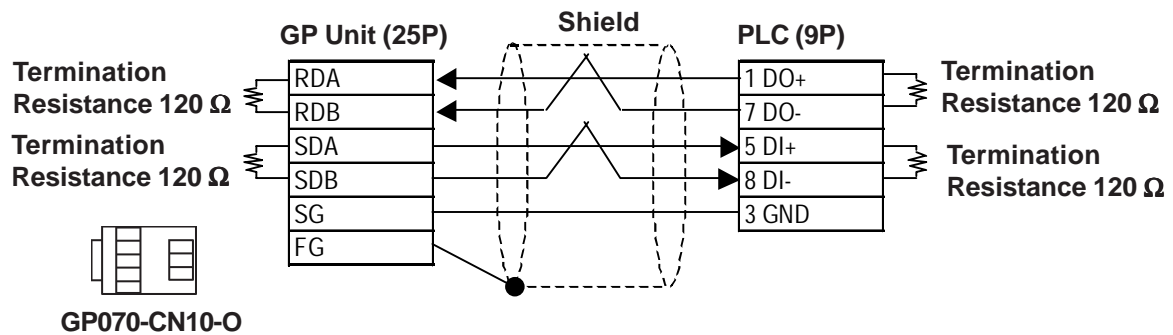 Shield
GP Unit (25P)
PLC (9P)
Termination
Resistance 120 Ω
RDA
RDB
Termination
Resistance 120 Ω
SDA
SDB
SG
FG
1 DO+
7 DO-
5 DI+
8 DI-
3 GND
Termination
Resistance 120 Ω
Termination
Resistance 120 Ω
GP070-CN10-O